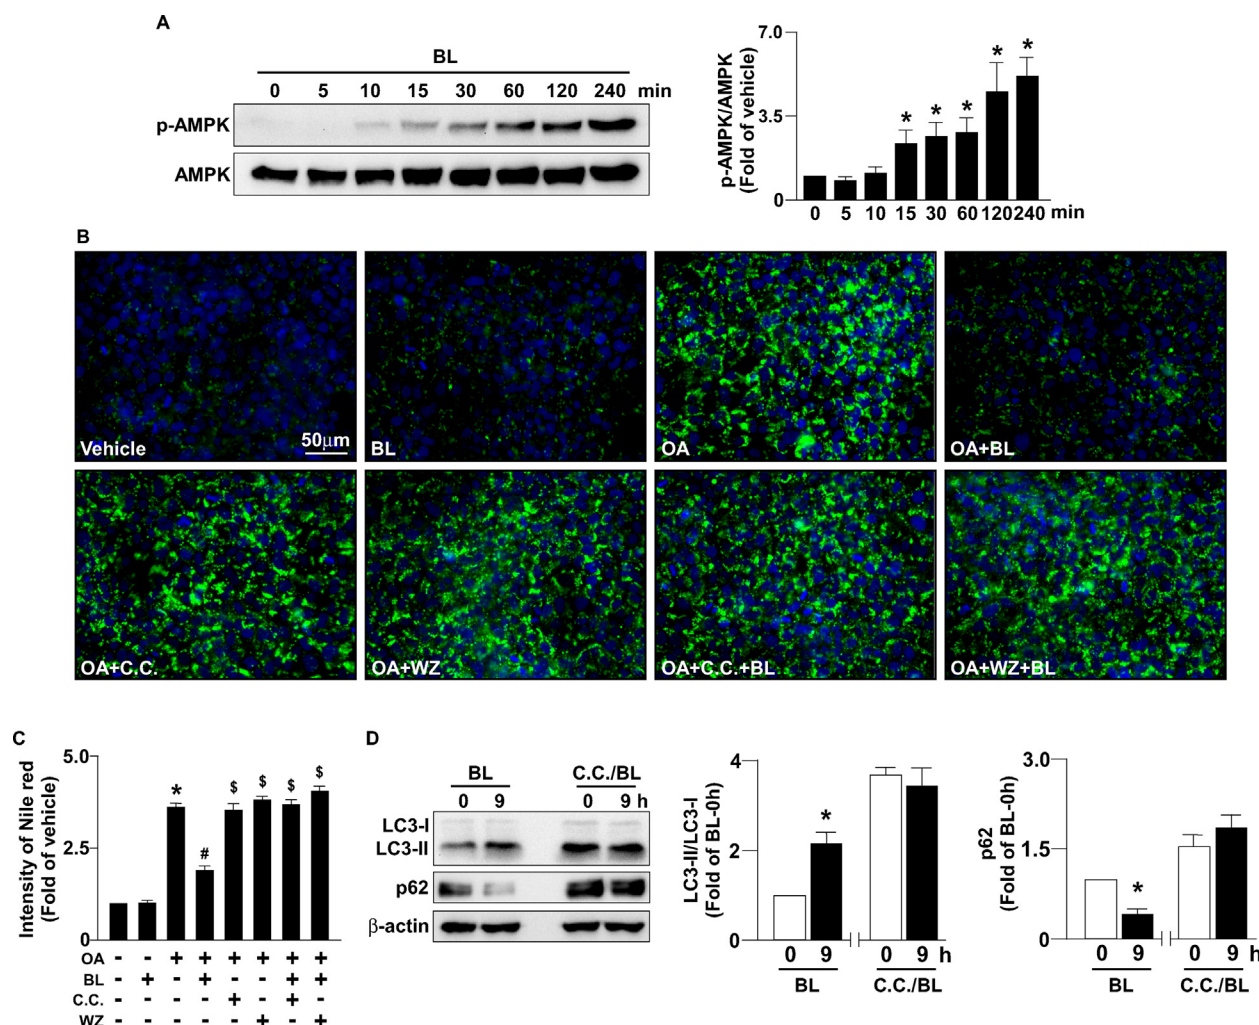 A
BL
0 5 10 15 30 60 120 240 min
p-AMPK
AMPK
p-AMPK/AMPK
(Fold of vehicle)
7.0
3.5
0
* * * * *
0 5 10 15 30 60 120 240 min
B
Vehicle
50μm
BL
OA
OA+BL
OA+C.C.
OA+WZ
OA+C.C.+BL
OA+WZ+BL
C
Intensity of Nile red
(Fold of vehicle)
5.0
2.5
0
* # $ $ $ $
OA - - + + + + + +
BL - + - + - - + +
C.C. - - - - + - + -
WZ - - - - - + - +
D
BL C.C./BL
0 9 0 9 h
LC3-I
LC3-II
p62
β-actin
LC3-II/LC3-I
(Fold of BL-0h)
4
2
0
*
0 9 0 9 h
BL C.C./BL
p62
(Fold of BL-0h)
3.0
1.5
0
*
0 9 0 9 h
BL C.C./BL